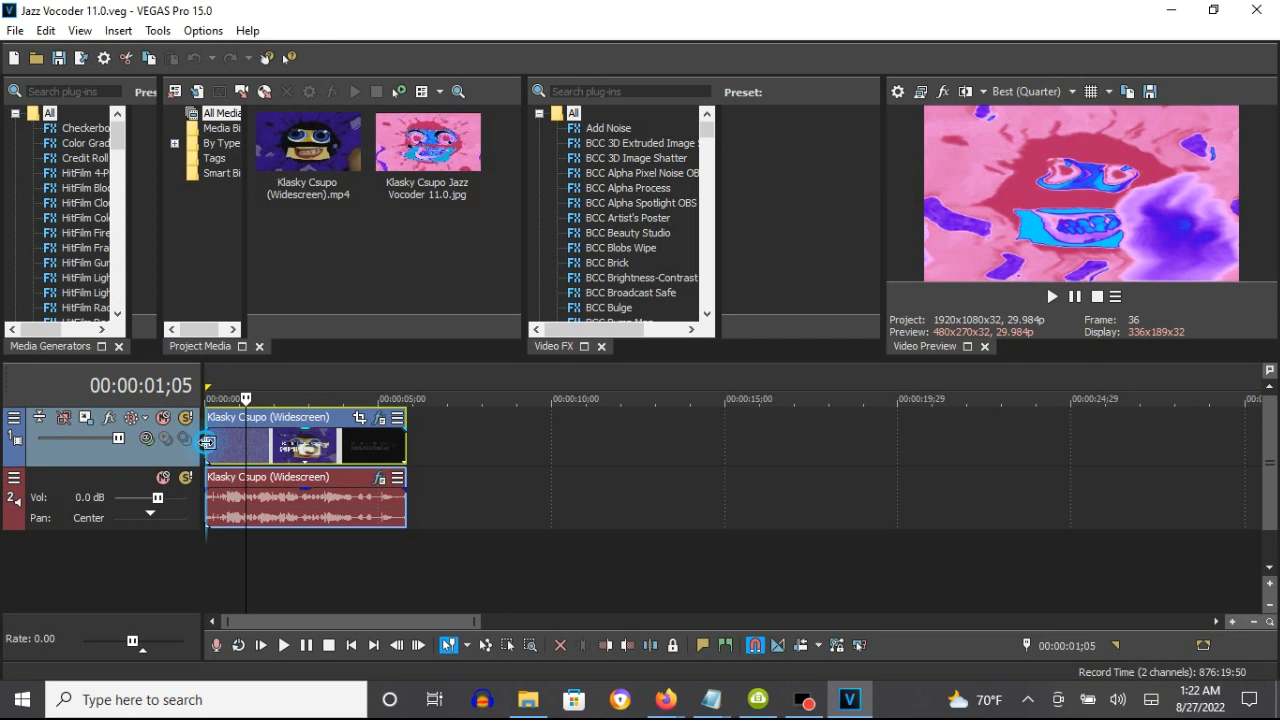 Jazz Vocoder 11.0.veg - VEGAS Pro 15.0
File Edit View Insert Tools Options Help
Search plug-ins Pres
All
Checkerbo
Color Grad
Credit Roll
HitFilm 4-P
HitFilm Bloc
HitFilm Clou
HitFilm Colo
HitFilm Fire
HitFilm Fra
HitFilm Gur
HitFilm Ligh
HitFilm Ligh
HitFilm Rad
Media Generators
All Media
Media Bi
By Type
Tags
Smart Bi
Klasky Csupo
(Widescreen).mp4
Klasky Csupo Jazz
Vocoder 11.0.jpg
Project Media
Search plug-ins Preset:
All
Add Noise
BCC 3D Extruded Image
BCC 3D Image Shatter
BCC Alpha Pixel Noise OB
BCC Alpha Process
BCC Alpha Spotlight OBS
BCC Artist's Poster
BCC Beauty Studio
BCC Blobs Wipe
BCC Brick
BCC Brightness-Contrast
BCC Broadcast Safe
BCC Bulge
Video FX
Best (Quarter)
Project: 1920x1080x32, 29.984p Frame: 36
Preview: 480x270x32, 29.984p Display: 336x189x32
Video Preview
00:00:01;05
00:00:00 00:00:05;00 00:00:10;00 00:00:15;00 00:00:19;29 00:00:24;29 00:0
1 Klasky Csupo (Widescreen)
2 Klasky Csupo (Widescreen)
Vol: 0.0 dB
Pan: Center
Rate: 0.00
00:00:01;05
Record Time (2 channels): 876:19:50
Type here to search
70°F
1:22 AM
8/27/2022